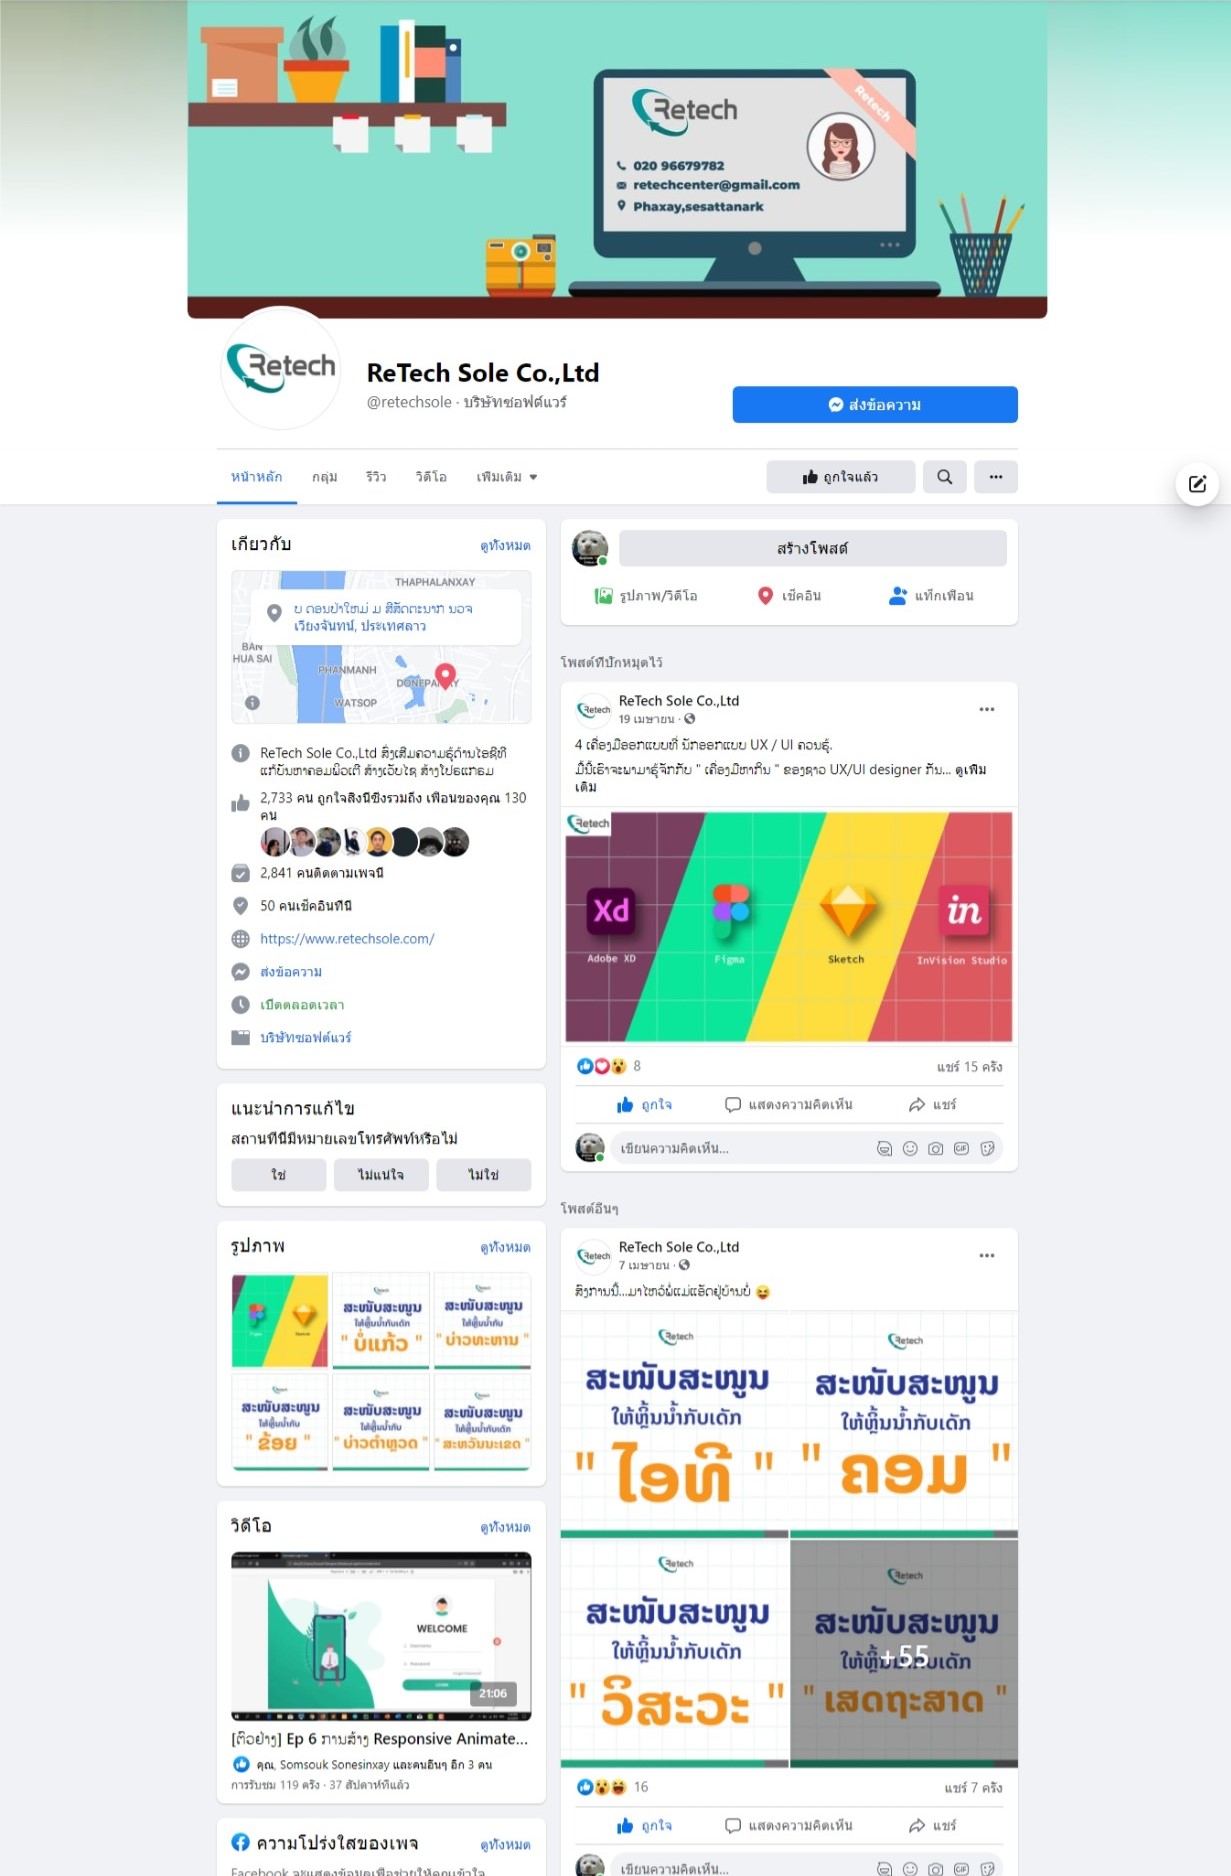 Retech
Retech
020 96679782
retechcenter@gmail.com
Phaxay,sesattanark
Retech
ReTech Sole Co.,Ltd
@retechsole · บริษัทซอฟต์แวร์
ส่งข้อความ
หน้าหลัก
กลุ่ม
รีวิว
วิดีโอ
เพิ่มเติม
ถูกใจแล้ว
เกี่ยวกับ
ดูทั้งหมด
THAPHALANXAY
ບ ດອນປ່າໃຫມ່ ມ ສີສັດຕະນາກ ນວຈ
เวียงจันทน์, ประเทศลาว
BAN
HUA SAI
PHANMANH
WATSOP
ReTech Sole Co.,Ltd ສົ່ງເສີມຄວາມຮູ້ດ້ານໄອຊີທີ
ແກ້ບັນຫາຄອມພິວເຕີ ສ້າງເວັບໄຊ ສ້າງໂປຣແກຣມ
2,733 คน ถูกใจสิ่งนี้ซึ่งรวมถึง เพื่อนของคุณ 130
คน
2,841 คนติดตามเพจนี้
50 คนเช็คอินที่นี่
https://www.retechsole.com/
ส่งข้อความ
เปิดตลอดเวลา
บริษัทซอฟต์แวร์
แนะนำการแก้ไข
สถานที่นี้มีหมายเลขโทรศัพท์หรือไม่
ใช่
ไม่แน่ใจ
ไม่ใช่
รูปภาพ
ดูทั้งหมด
Figma
Sketch
Retech
ສະໜັບສະໜູນ
ໃຫ້ຫຼິ້ນນ້ຳກັບເດັກ
" ບໍ່ແກ້ວ "
Retech
ສະໜັບສະໜູນ
ໃຫ້ຫຼິ້ນນ້ຳກັບ
" ບ່າວທະຫານ "
Retech
ສະໜັບສະໜູນ
ໃຫ້ຫຼິ້ນນ້ຳກັບ
" ຂ້ອຍ "
Retech
ສະໜັບສະໜູນ
ໃຫ້ຫຼິ້ນນ້ຳກັບ
" ບ່າວຕຳຫຼວດ "
Retech
ສະໜັບສະໜູນ
ໃຫ້ຫຼິ້ນນ້ຳກັບເດັກ
" ສະຫວັນນະເຂດ "
วิดีโอ
ดูทั้งหมด
WELCOME
Username
Password
21:06
[ຕົວຢ່າງ] Ep 6 ການສ້າງ Responsive Animate...
คุณ, Somsouk Sonesinxay และคนอื่นๆ อีก 3 คน
การรับชม 119 ครั้ง · 37 สัปดาห์ที่แล้ว
ความโปร่งใสของเพจ
ดูทั้งหมด
Facebook จะแสดงข้อมูลเพื่อช่วยให้คุณเข้าใจ
สร้างโพสต์
รูปภาพ/วิดีโอ
เช็คอิน
แท็กเพื่อน
โพสต์ที่ปักหมุดไว้
Retech
ReTech Sole Co.,Ltd
19 เมษายน ·
4 ເຄື່ອງມືອອກແບບທີ່ ນັກອອກແບບ UX / UI ຄວນຮູ້.
ມື້ນີ້ເຮົາຈະພາມາຮູ້ຈັກກັບ " ເຄື່ອງມືຫາກິນ " ຂອງຊາວ UX/UI designer ກັນ... ดูเพิ่ม
เติม
Retech
Xd
in
Adobe XD
Figma
Sketch
InVision Studio
8
แชร์ 15 ครั้ง
ถูกใจ
แสดงความคิดเห็น
แชร์
เขียนความคิดเห็น...
GIF
โพสต์อื่นๆ
Retech
ReTech Sole Co.,Ltd
7 เมษายน ·
ສົງການນີ້...ມາໄຫວ້ພໍ່ແມ່ແອັດຢູ່ບ້ານບໍ່
Retech
ສະໜັບສະໜູນ
ໃຫ້ຫຼິ້ນນ້ຳກັບເດັກ
" ໄອທີ "
Retech
ສະໜັບສະໜູນ
ໃຫ້ຫຼິ້ນນ້ຳກັບເດັກ
" ຄອມ "
Retech
ສະໜັບສະໜູນ
ໃຫ້ຫຼິ້ນນ້ຳກັບເດັກ
" ວິສະວະ "
Retech
ສະໜັບສະໜູນ
ໃຫ້ຫຼິ້ນນ້ຳກັບເດັກ
+55
" ເສດຖະສາດ "
16
แชร์ 7 ครั้ง
ถูกใจ
แสดงความคิดเห็น
แชร์
เขียนความคิดเห็น...
GIF